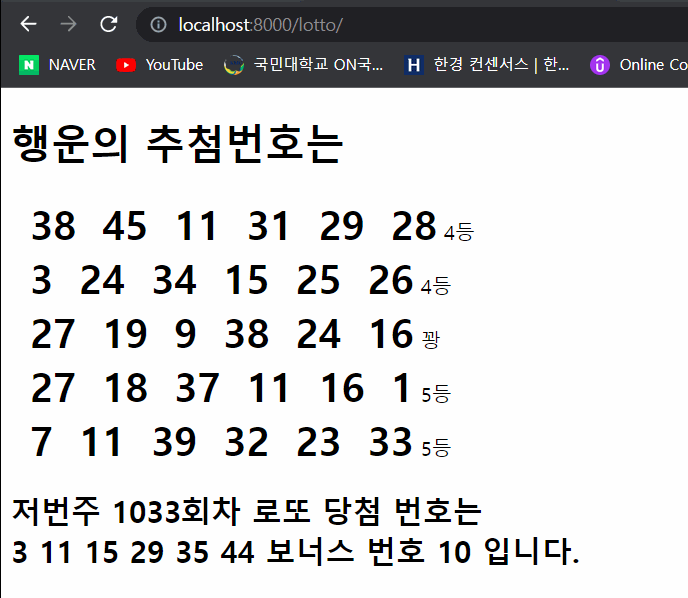 localhost:8000/lotto/
NAVER YouTube 국민대학교 ON국... 한경 컨센서스 | 한... Online Co
행운의 추첨번호는
38 45 11 31 29 28 4등
3 24 34 15 25 26 4등
27 19 9 38 24 16 꽝
27 18 37 11 16 1 5등
7 11 39 32 23 33 5등
저번주 1033회차 로또 당첨 번호는
3 11 15 29 35 44 보너스 번호 10 입니다.